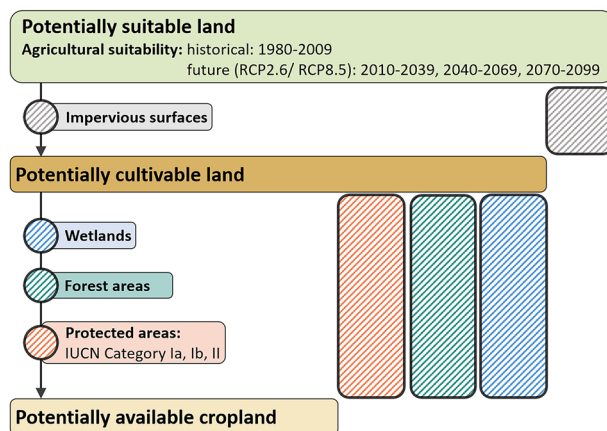 Potentially suitable land
Agricultural suitability: historical: 1980-2009
future (RCP2.6/ RCP8.5): 2010-2039, 2040-2069, 2070-2099
Impervious surfaces
Potentially cultivable land
Wetlands
Forest areas
Protected areas:
IUCN Category Ia, Ib, II
Potentially available cropland